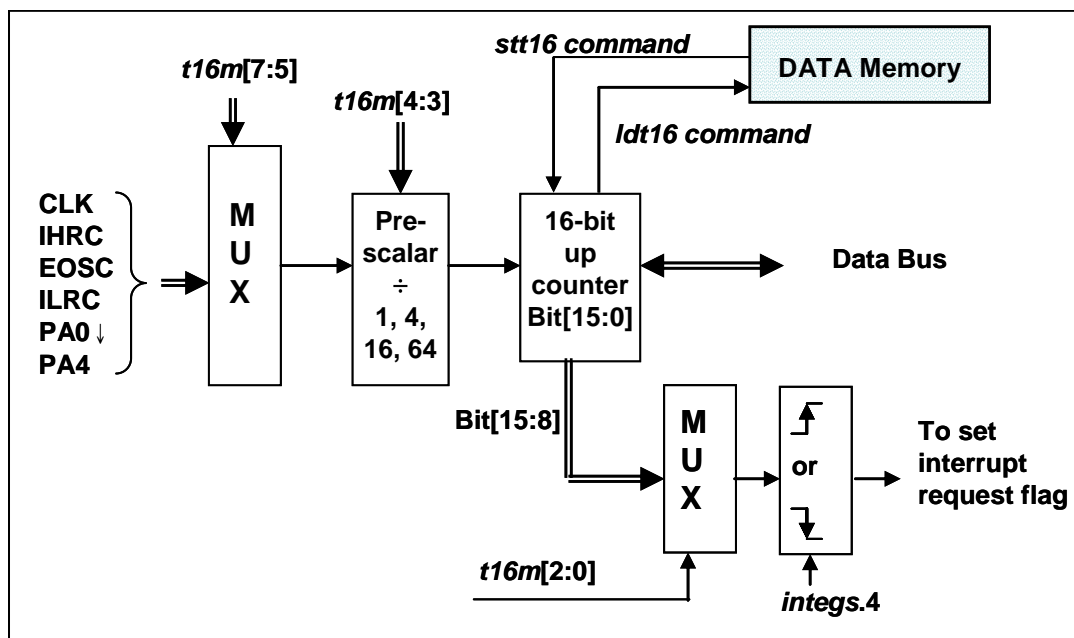 stt16 command
DATA Memory
t16m[7:5]
t16m[4:3]
ldt16 command
CLK
IHRC
EOSC
ILRC
PA0 ↓
PA4
M
U
X
Pre-
scalar
÷
1, 4,
16, 64
16-bit
up
counter
Bit[15:0]
Data Bus
Bit[15:8]
M
U
X
or
To set
interrupt
request flag
t16m[2:0]
integs.4